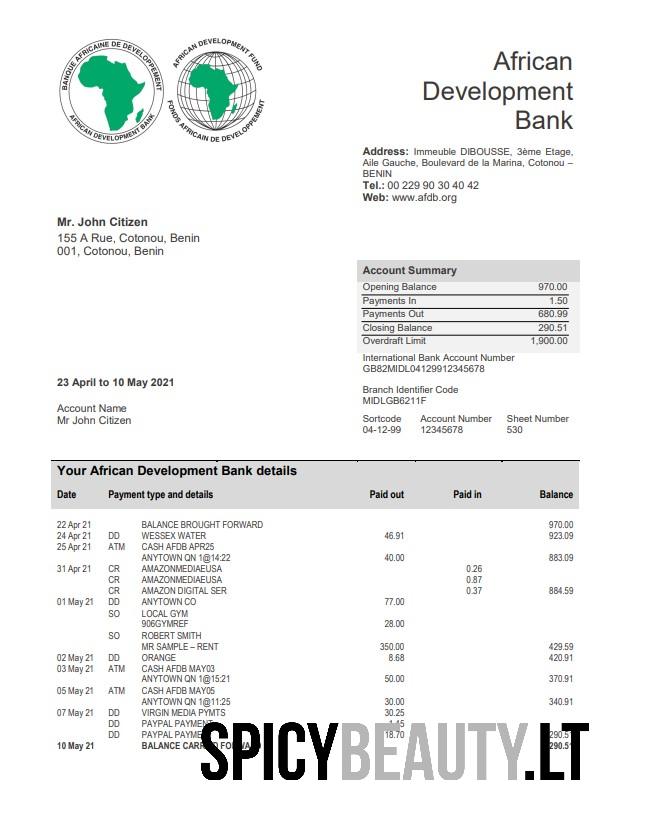 BANQUE AFRICAINE DE DEVELOPPEMENT
AFRICAN DEVELOPMENT BANK
AFRICAN DEVELOPMENT FUND
FONDS AFRICAIN DE DEVELOPPEMENT
African
Development
Bank
Address: Immeuble DIBOUSSE, 3ème Etage,
Aile Gauche, Boulevard de la Marina, Cotonou –
BENIN
Tel.: 00 229 90 30 40 42
Web: www.afdb.org
Mr. John Citizen
155 A Rue, Cotonou, Benin
001, Cotonou, Benin
Account Summary
Opening Balance 970.00
Payments In 1.50
Payments Out 680.99
Closing Balance 290.51
Overdraft Limit 1,900.00
International Bank Account Number
GB82MIDL04129912345678
23 April to 10 May 2021
Branch Identifier Code
MIDLGB6211F
Account Name
Mr John Citizen
Sortcode Account Number Sheet Number
04-12-99 12345678 530
Your African Development Bank details
Date Payment type and details Paid out Paid in Balance
22 Apr 21 BALANCE BROUGHT FORWARD 970.00
24 Apr 21 DD WESSEX WATER 46.91 923.09
25 Apr 21 ATM CASH AFDB APR25
ANYTOWN QN 1@14:22 40.00 883.09
31 Apr 21 CR AMAZONMEDIAEUSA 0.26
CR AMAZONMEDIAEUSA 0.87
CR AMAZON DIGITAL SER 0.37 884.59
01 May 21 DD ANYTOWN CO 77.00
SO LOCAL GYM
906GYMREF 28.00
SO ROBERT SMITH
MR SAMPLE – RENT 350.00 429.59
02 May 21 DD ORANGE 8.68 420.91
03 May 21 ATM CASH AFDB MAY03
ANYTOWN QN 1@15:21 50.00 370.91
05 May 21 ATM CASH AFDB MAY05
ANYTOWN QN 1@11:25 30.00 340.91
07 May 21 DD VIRGIN MEDIA PYMTS 30.25
DD PAYPAL PAYMENT
DD PAYPAL 18.70 290.51
10 May 21 BALANCE 290.51
SPICYBEAUTY.LT